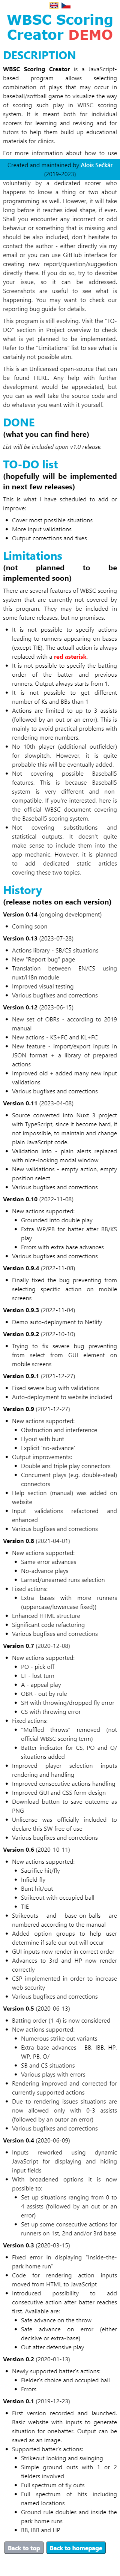 WBSC Scoring
Creator DEMO
DESCRIPTION
WBSC Scoring Creator is a JavaScript-
based program allows selecting
combination of plays that may occur in
baseball/softball game to visualize the way
of scoring such play in WBSC scoring
system. It is meant both for individual
scorers for learning and revising and for
tutors to help them build up educational
materials for others.
For more information about how to use
Created and maintained by Alois Sečkár
(2019-2023)
voluntarily by a dedicated scorer who
happens to know a thing or two about
programming as well. Yet, it will take long
before it reaches ideal shape, if ever.
Shall you encounter any incorrect or odd
behavior or something that is missing and
should be also included, don't hesitate to
contact the author - either directly via my
email or you can use GitHub interface for
creating new report/question/suggestion
directly there. If you do so, try to describe
your issue, so it can be addressed.
Screenshots are useful to see what is
happening. You may want to check the
reporting bug guide for details.
This program is still evolving. Visit the "TO-
DO" section in Project news to check
what is yet planned to be implemented.
Refer to the "Limitations" list for what is
certainly not possible atm.
This is an Unlicensed open-source that can
be found HERE. Any help with further
development would be appreciated, but
you can as well take the source code and
do whatever you want with it yourself.
DONE
(what you can find here)
List will be included upon v1.0 release.
TO-DO list
(hopefully will be implemented
in next few releases)
This is what I have scheduled to add or
improve:
Cover most possible situations
More input validations
Output corrections and fixes
Limitations
(not planned to be
implemented soon)
There are several features of WBSC scoring
system that are currently not covered by
this program. They may be included in
some future releases, but no promises.
It is not possible to specify actions
leading to runners appearing on bases
(except TIE). The actual action is always
replaced with a red asterisk.
It is not possible to specify the batting
order of the batter and the previous
runners. Output always starts from 1.
It is not possible to get different
number of Ks and BBs than 1
Actions are limited to up to 3 assists
(followed by an out or an error). This is
mainly to avoid practical problems with
rendering more numbers.
No 10th player (additional outfielder)
for slowpitch. However, it is quite
probable this will be eventually added.
Not covering possible Baseball5
features. This is because Baseball5
system is very different and non-
compatible. If you're interested, here is
the official WBSC document covering
the Baseball5 scoring system.
Not covering substitutions and
statistical outputs. It doesn't quite
make sense to include them into the
app mechanic. However, it is planned
to add dedicated static articles
covering these two topics.
History
(release notes on each version)
Version 0.14 (ongoing development)
Coming soon
Version 0.13 (2023-07-28)
Actions library - SB/CS situations
New "Report bug" page
Translation between EN/CS using
nuxt/i18n module
Improved visual testing
Various bugfixes and corrections
Version 0.12 (2023-06-15)
New set of OBRs - according to 2019
manual
New actions - KS+FC and KL+FC
New feature - import/export inputs in
JSON format + a library of prepared
actions
Improved old + added many new input
validations
Various bugfixes and corrections
Version 0.11 (2023-04-08)
Source converted into Nuxt 3 project
with TypeScript, since it become hard, if
not impossible, to maintain and change
plain JavaScript code.
Validation info - plain alerts replaced
with nice-looking modal window
New validations - empty action, empty
position select
Various bugfixes and corrections
Version 0.10 (2022-11-08)
New actions supported:
Grounded into double play
Extra WP/PB for batter after BB/KS
play
Errors with extra base advances
Various bugfixes and corrections
Version 0.9.4 (2022-11-08)
Finally fixed the bug preventing from
selecting specific action on mobile
screens
Version 0.9.3 (2022-11-04)
Demo auto-deployment to Netlify
Version 0.9.2 (2022-10-10)
Trying to fix severe bug preventing
from select from GUI element on
mobile screens
Version 0.9.1 (2021-12-27)
Fixed severe bug with validations
Auto-deployment to website included
Version 0.9 (2021-12-27)
New actions supported:
Obstruction and interference
Flyout with bunt
Explicit 'no-advance'
Output improvements:
Double and triple play connectors
Concurrent plays (e.g. double-steal)
connectors
Help section (manual) was added on
website
Input validations refactored and
enhanced
Various bugfixes and corrections
Version 0.8 (2021-04-01)
New actions supported:
Same error advances
No-advance plays
Earned/unearned runs selection
Fixed actions:
Extra bases with more runners
(uppercase/lowercase fixed))
Enhanced HTML structure
Significant code refactoring
Various bugfixes and corrections
Version 0.7 (2020-12-08)
New actions supported:
PO - pick off
LT - lost turn
A - appeal play
OBR - out by rule
SH with throwing/dropped fly error
CS with throwing error
Fixed actions:
"Muffled throws" removed (not
official WBSC scoring term)
Batter indicator for CS, PO and O/
situations added
Improved player selection inputs
rendering and handling
Improved consecutive actions handling
Improved GUI and CSS form design
Download button to save outcome as
PNG
Unlicense was officially included to
declare this SW free of use
Various bugfixes and corrections
Version 0.6 (2020-10-11)
New actions supported:
Sacrifice hit/fly
Infield fly
Bunt hit/out
Strikeout with occupied ball
TIE
Strikeouts and base-on-balls are
numbered according to the manual
Added option groups to help user
determine if safe our out will occur
GUI inputs now render in correct order
Advances to 3rd and HP now render
correctly
CSP implemented in order to increase
web security
Various bugfixes and corrections
Version 0.5 (2020-06-13)
Batting order (1-4) is now considered
New actions supported:
Numerous strike out variants
Extra base advances - BB, IBB, HP,
WP, PB, O/
SB and CS situations
Various plays with errors
Rendering improved and corrected for
currently supported actions
Due to rendering issues situations are
now allowed only with 0-3 assists
(followed by an outor an error)
Various bugfixes and corrections
Version 0.4 (2020-06-09)
Inputs reworked using dynamic
JavaScript for displaying and hiding
input fields
With broadened options it is now
possible to:
Set up situations ranging from 0 to
4 assists (followed by an out or an
error)
Set up some consecutive actions for
runners on 1st, 2nd and/or 3rd base
Version 0.3 (2020-03-15)
Fixed error in displaying "Inside-the-
park home run"
Code for rendering action inputs
moved from HTML to JavaScript
Introduced possibility to add
consecutive action after batter reaches
first. Available are:
Safe advance on the throw
Safe advance on error (either
decisive or extra-base)
Out after defensive play
Version 0.2 (2020-01-13)
Newly supported batter's actions:
Fielder's choice and occupied ball
Errors
Version 0.1 (2019-12-23)
First version recorded and launched.
Basic website with inputs to generate
situation for onebatter. Output can be
saved as an image.
Supported batter's actions:
Strikeout looking and swinging
Simple ground outs with 1 or 2
fielders involved
Full spectrum of fly outs
Full spectrum of hits including
named locations
Ground rule doubles and inside the
park home runs
BB, IBB and HP
Back to top Back to homepage